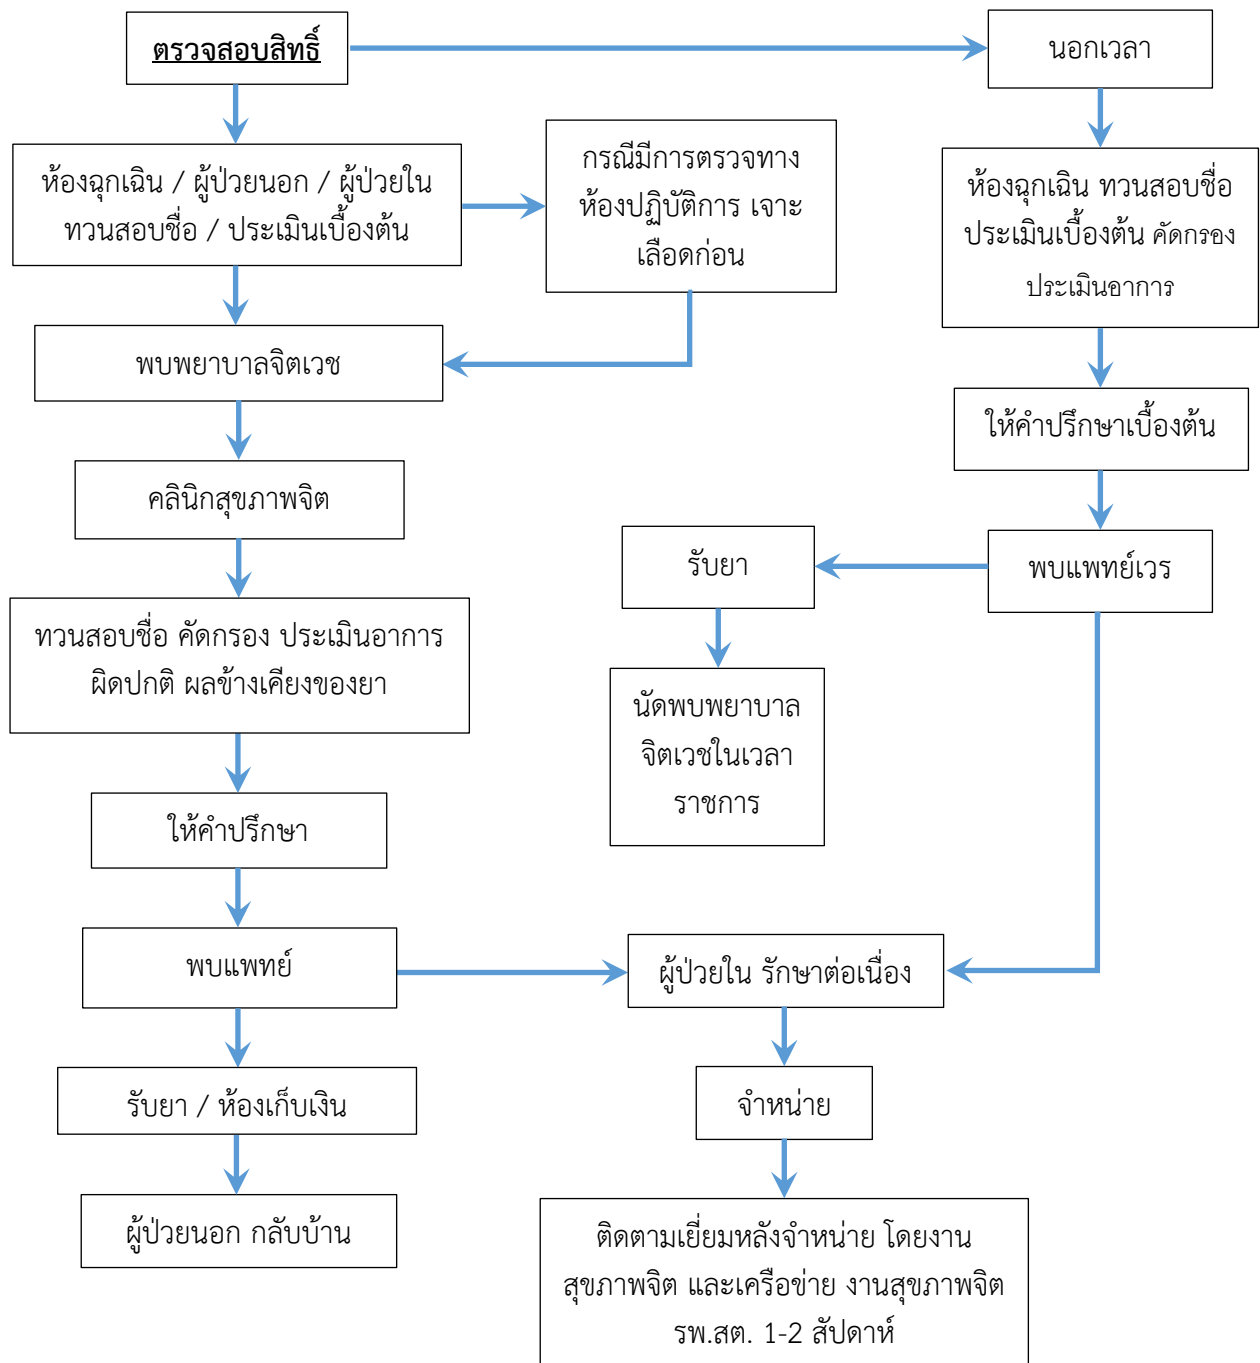 ตรวจสอบสิทธิ์
นอกเวลา
ห้องฉุกเฉิน / ผู้ป่วยนอก / ผู้ป่วยใน
ทวนสอบชื่อ / ประเมินเบื้องต้น
กรณีมีการตรวจทาง
ห้องปฏิบัติการ เจาะ
เลือดก่อน
ห้องฉุกเฉิน ทวนสอบชื่อ
ประเมินเบื้องต้น คัดกรอง
ประเมินอาการ
พบพยาบาลจิตเวช
ให้คำปรึกษาเบื้องต้น
คลินิกสุขภาพจิต
รับยา
พบแพทย์เวร
ทวนสอบชื่อ คัดกรอง ประเมินอาการ
ผิดปกติ ผลข้างเคียงของยา
นัดพบพยาบาล
จิตเวชในเวลา
ราชการ
ให้คำปรึกษา
พบแพทย์
ผู้ป่วยใน รักษาต่อเนื่อง
รับยา / ห้องเก็บเงิน
จำหน่าย
ผู้ป่วยนอก กลับบ้าน
ติดตามเยี่ยมหลังจำหน่าย โดยงาน
สุขภาพจิต และเครือข่าย งานสุขภาพจิต
รพ.สต. 1-2 สัปดาห์